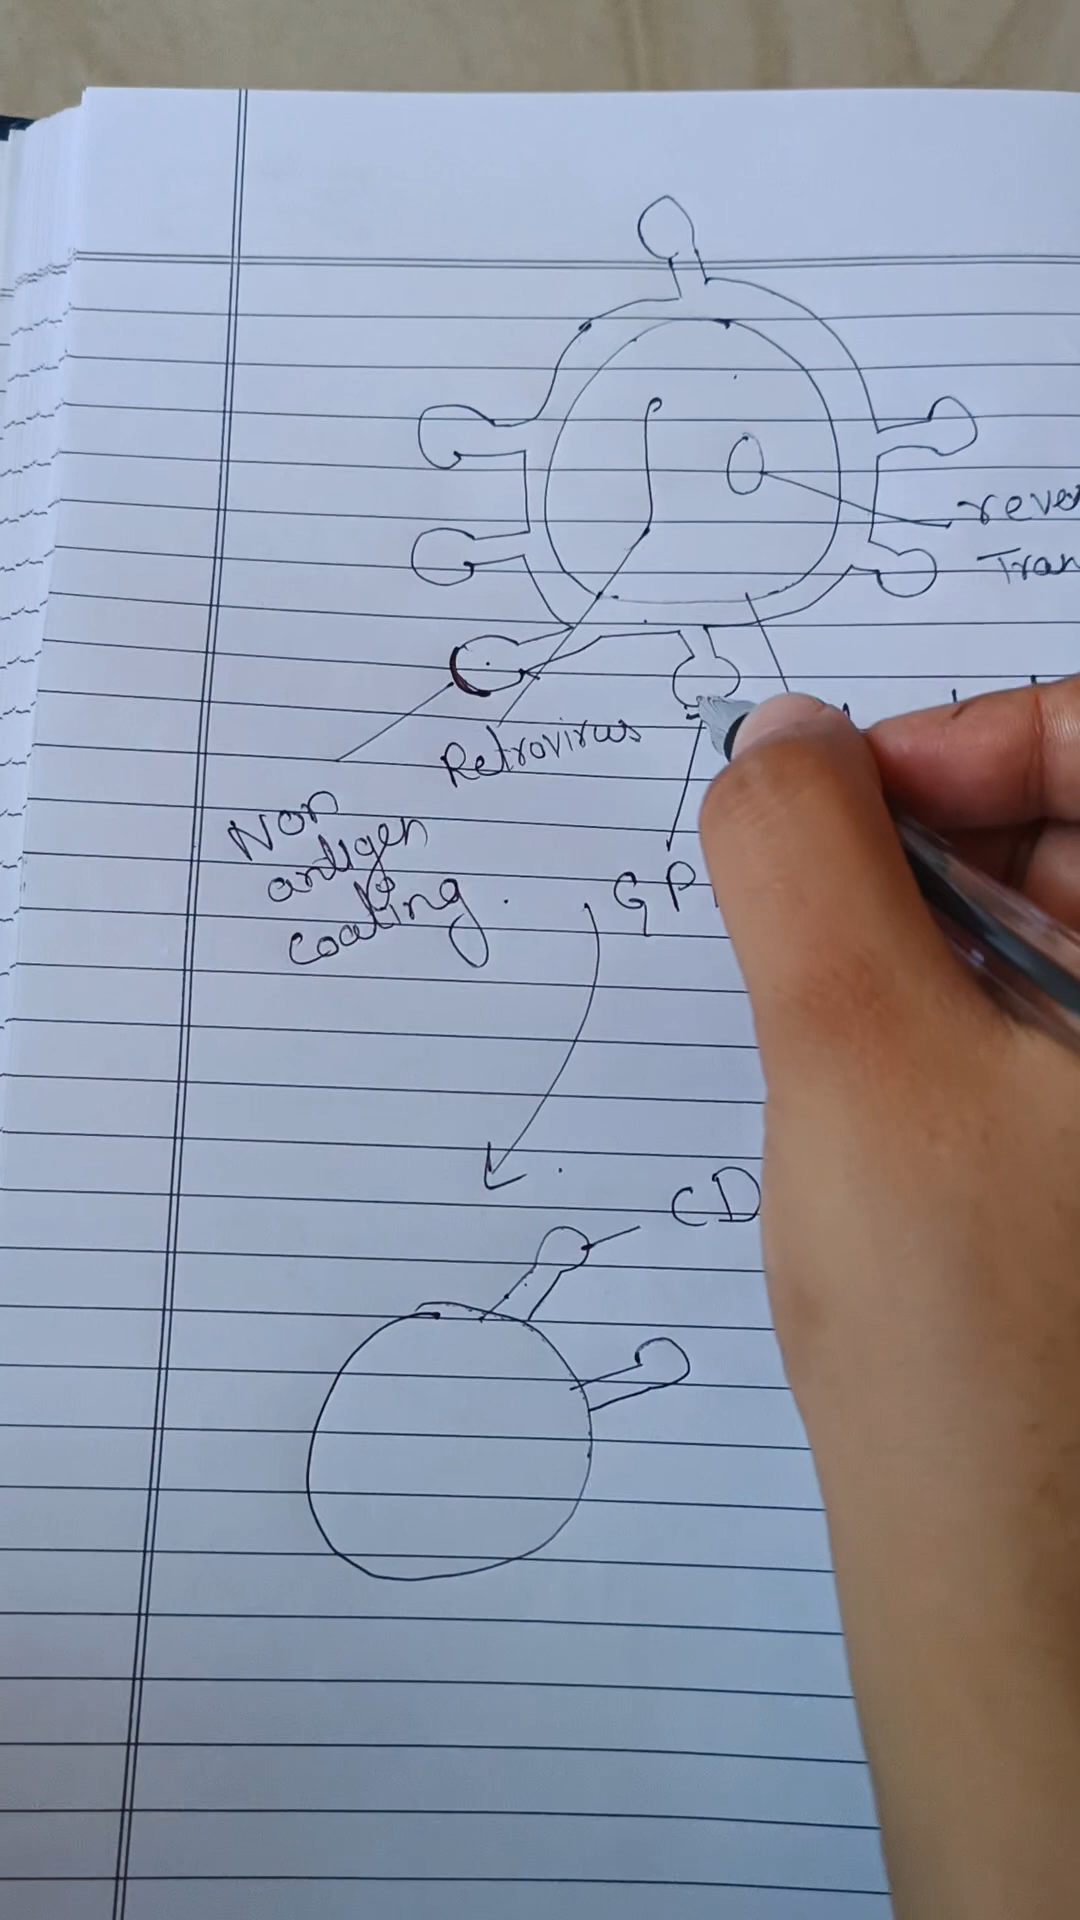 reve
Tran
Retrovirus
Non
antigen
coating.
GP
CD